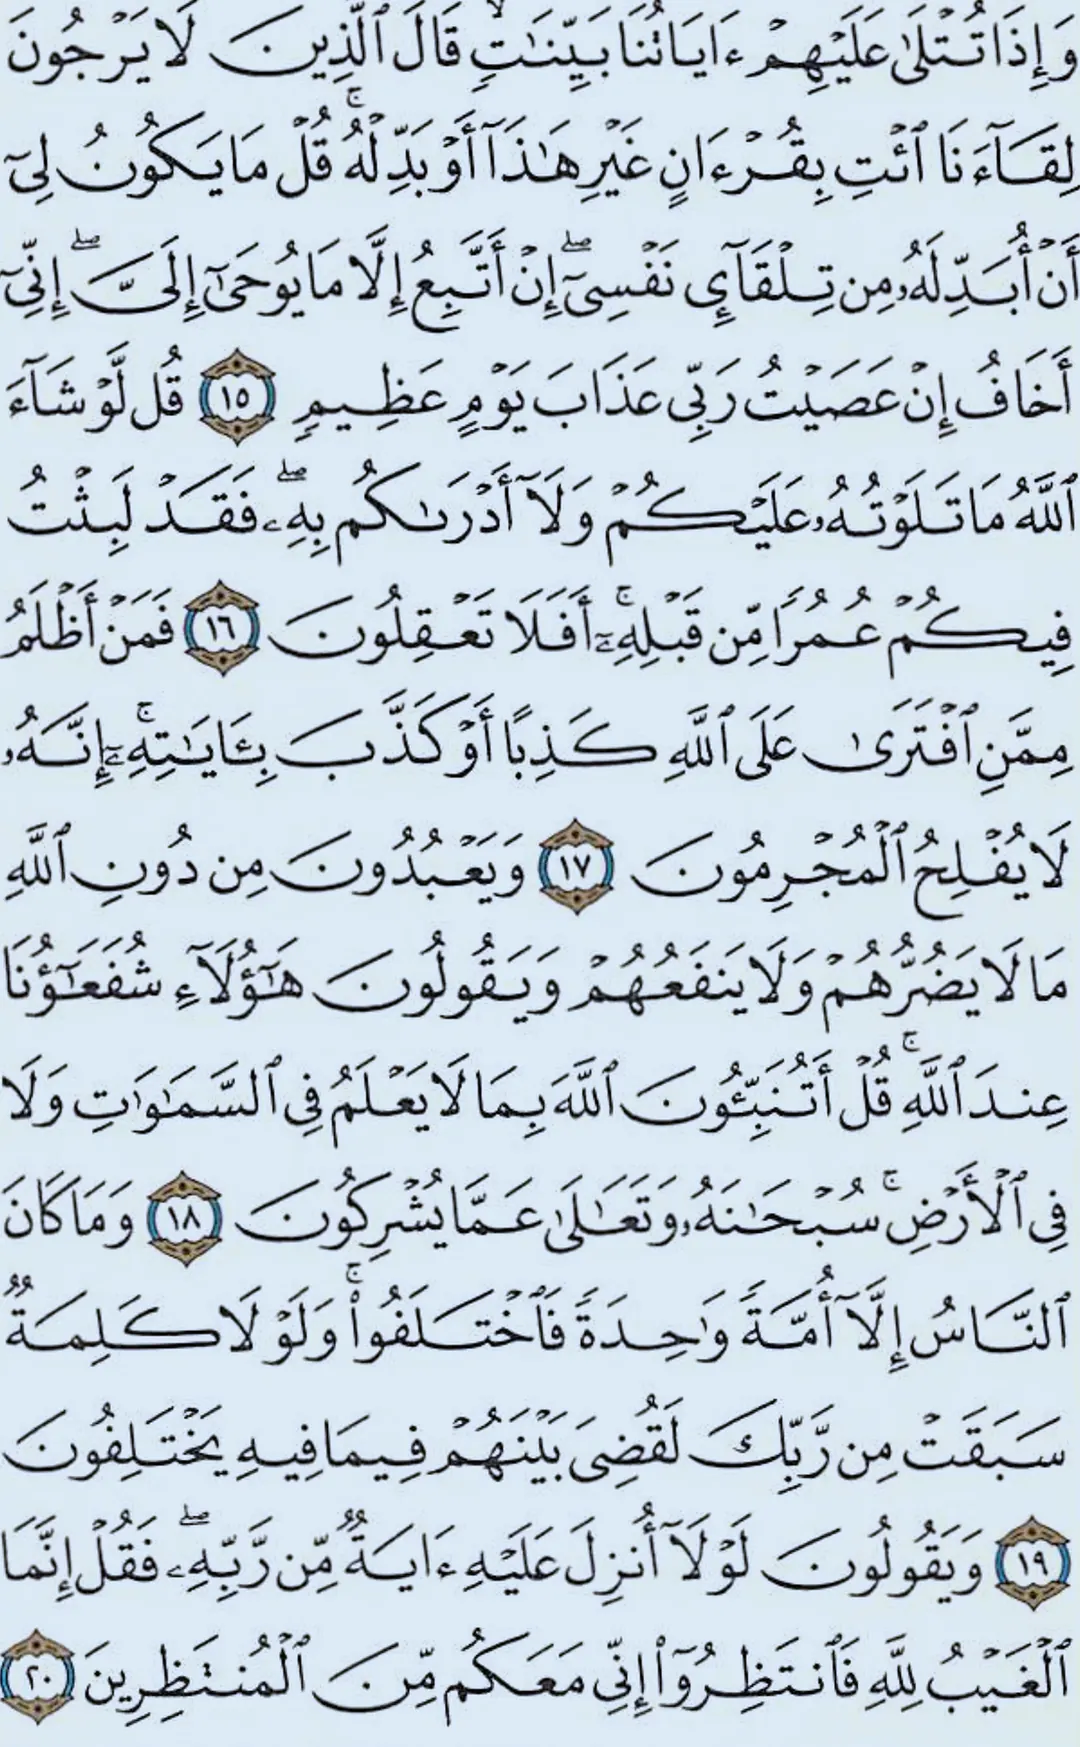 وَإِذَا تُتْلَىٰ عَلَيْهِمْ ءَايَاتُنَا بَيِّنَٰتٍ ۙ قَالَ ٱلَّذِينَ لَا يَرْجُونَ
لِقَآءَنَا ٱئْتِ بِقُرْءَانٍ غَيْرِ هَٰذَآ أَوْ بَدِّلْهُ ۚ قُلْ مَا يَكُونُ لِىٓ
أَنْ أُبَدِّلَهُۥ مِن تِلْقَآئِ نَفْسِىٓ ۖ إِنْ أَتَّبِعُ إِلَّا مَا يُوحَىٰٓ إِلَىَّ ۖ إِنِّىٓ
أَخَافُ إِنْ عَصَيْتُ رَبِّى عَذَابَ يَوْمٍ عَظِيمٍ ١٥ قُل لَّوْ شَآءَ
ٱللَّهُ مَا تَلَوْتُهُۥ عَلَيْكُمْ وَلَآ أَدْرَىٰكُم بِهِۦ ۖ فَقَدْ لَبِثْتُ
فِيكُمْ عُمُرًا مِّن قَبْلِهِۦٓ ۚ أَفَلَا تَعْقِلُونَ ١٦ فَمَنْ أَظْلَمُ
مِمَّنِ ٱفْتَرَىٰ عَلَى ٱللَّهِ كَذِبًا أَوْ كَذَّبَ بِـَٔايَٰتِهِۦٓ ۚ إِنَّهُۥ
لَا يُفْلِحُ ٱلْمُجْرِمُونَ ١٧ وَيَعْبُدُونَ مِن دُونِ ٱللَّهِ
مَا لَا يَضُرُّهُمْ وَلَا يَنفَعُهُمْ وَيَقُولُونَ هَٰٓؤُلَآءِ شُفَعَٰٓؤُنَا
عِندَ ٱللَّهِ ۚ قُلْ أَتُنَبِّـُٔونَ ٱللَّهَ بِمَا لَا يَعْلَمُ فِى ٱلسَّمَٰوَٰتِ وَلَا
فِى ٱلْأَرْضِ ۚ سُبْحَٰنَهُۥ وَتَعَٰلَىٰ عَمَّا يُشْرِكُونَ ١٨ وَمَا كَانَ
ٱلنَّاسُ إِلَّآ أُمَّةً وَٰحِدَةً فَٱخْتَلَفُوا۟ ۚ وَلَوْلَا كَلِمَةٌ
سَبَقَتْ مِن رَّبِّكَ لَقُضِىَ بَيْنَهُمْ فِيمَا فِيهِ يَخْتَلِفُونَ
١٩ وَيَقُولُونَ لَوْلَآ أُنزِلَ عَلَيْهِ ءَايَةٌ مِّن رَّبِّهِۦ ۖ فَقُلْ إِنَّمَا
ٱلْغَيْبُ لِلَّهِ فَٱنتَظِرُوٓا۟ إِنِّى مَعَكُم مِّنَ ٱلْمُنتَظِرِينَ ٢٠